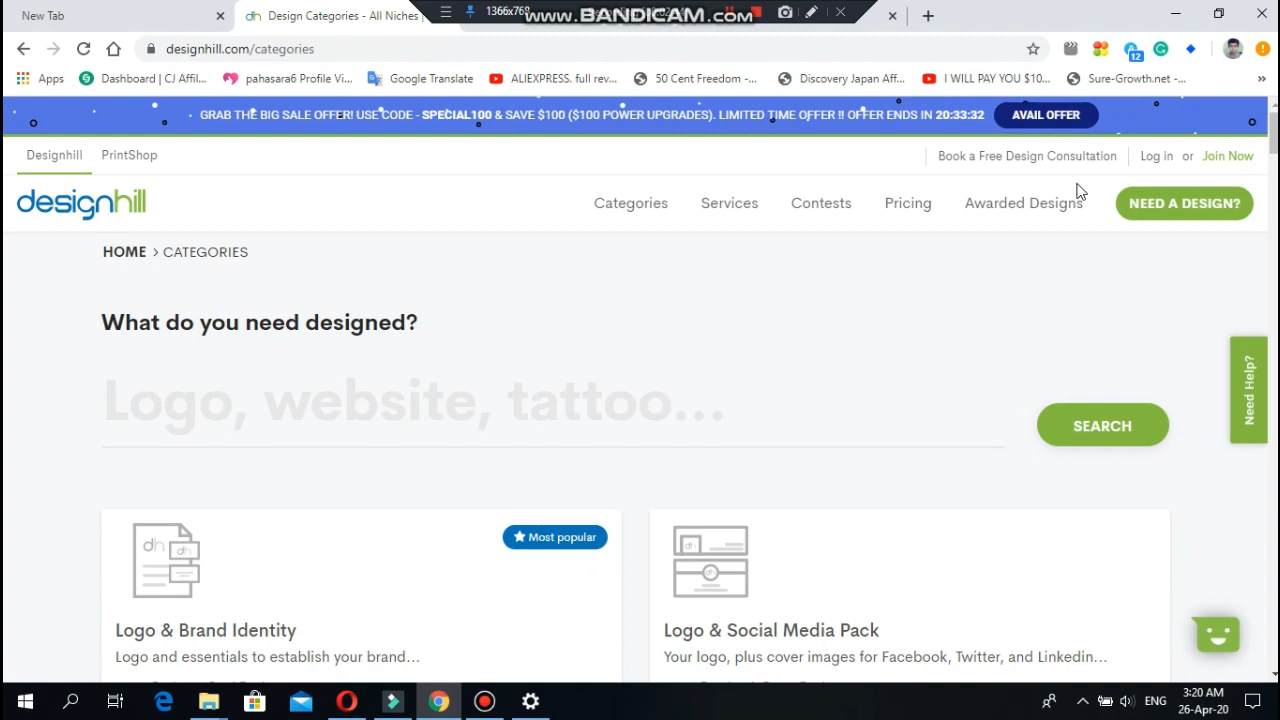 New Tab
Design Categories - All Niches
1366x768
www.BANDICAM.com
designhill.com/categories
12
Apps
Dashboard | CJ Affil...
pahasara6 Profile Vi...
Google Translate
ALIEXPRESS. full rev...
50 Cent Freedom -...
Discovery Japan Aff...
I WILL PAY YOU $10...
Sure-Growth.net -...
GRAB THE BIG SALE OFFER! USE CODE - SPECIAL100 & SAVE $100 ($100 POWER UPGRADES). LIMITED TIME OFFER !! OFFER ENDS IN 20:33:32
AVAIL OFFER
Designhill
PrintShop
Book a Free Design Consultation
Log in or Join Now
designhill
Categories
Services
Contests
Pricing
Awarded Designs
NEED A DESIGN?
HOME > CATEGORIES
What do you need designed?
Logo, website, tattoo...
SEARCH
Need Help?
dh
dh
Most popular
dh
Logo & Brand Identity
Logo and essentials to establish your brand...
Logo & Social Media Pack
Your logo, plus cover images for Facebook, Twitter, and Linkedin...
ENG
3:20 AM
26-Apr-20